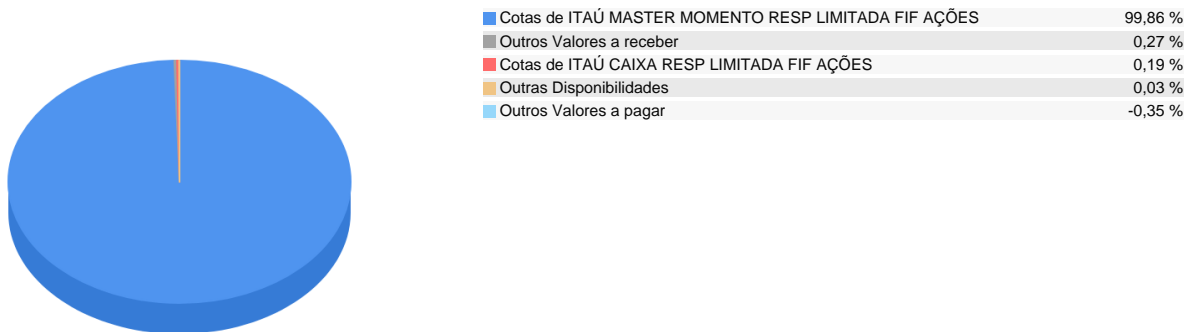 Cotas de ITAÚ MASTER MOMENTO RESP LIMITADA FIF AÇÕES 99,86 %
Outros Valores a receber 0,27 %
Cotas de ITAÚ CAIXA RESP LIMITADA FIF AÇÕES 0,19 %
Outras Disponibilidades 0,03 %
Outros Valores a pagar -0,35 %